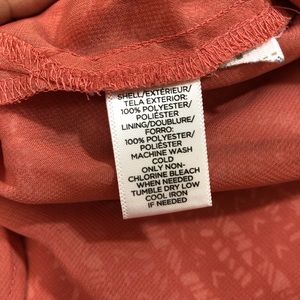 SHELL/EXTÉRIEUR/
TELA EXTERIOR:
100% POLYESTER/
POLIÉSTER
LINING/DOUBLURE/
FORRO:
100% POLYESTER/
POLIÉSTER
MACHINE WASH
COLD
ONLY NON-
CHLORINE BLEACH
WHEN NEEDED
TUMBLE DRY LOW
COOL IRON
IF NEEDED